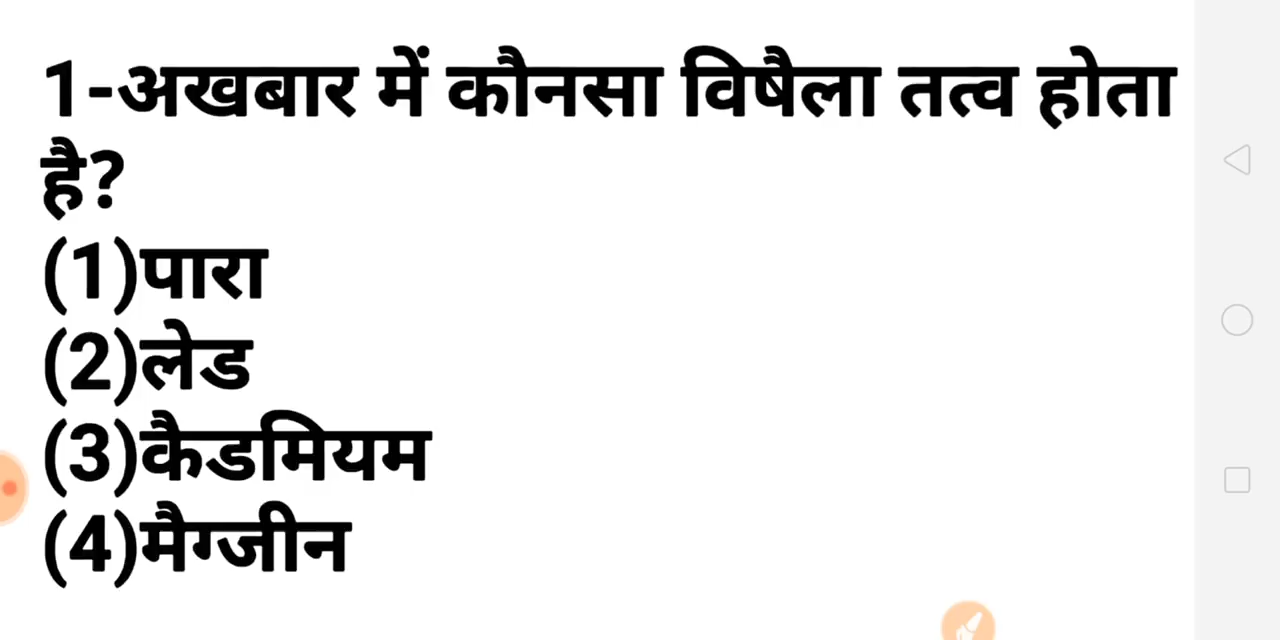 1-अखबार में कौनसा विषैला तत्व होता
है?
(1)पारा
(2)लेड
(3)कैडमियम
(4)मैग्जीन